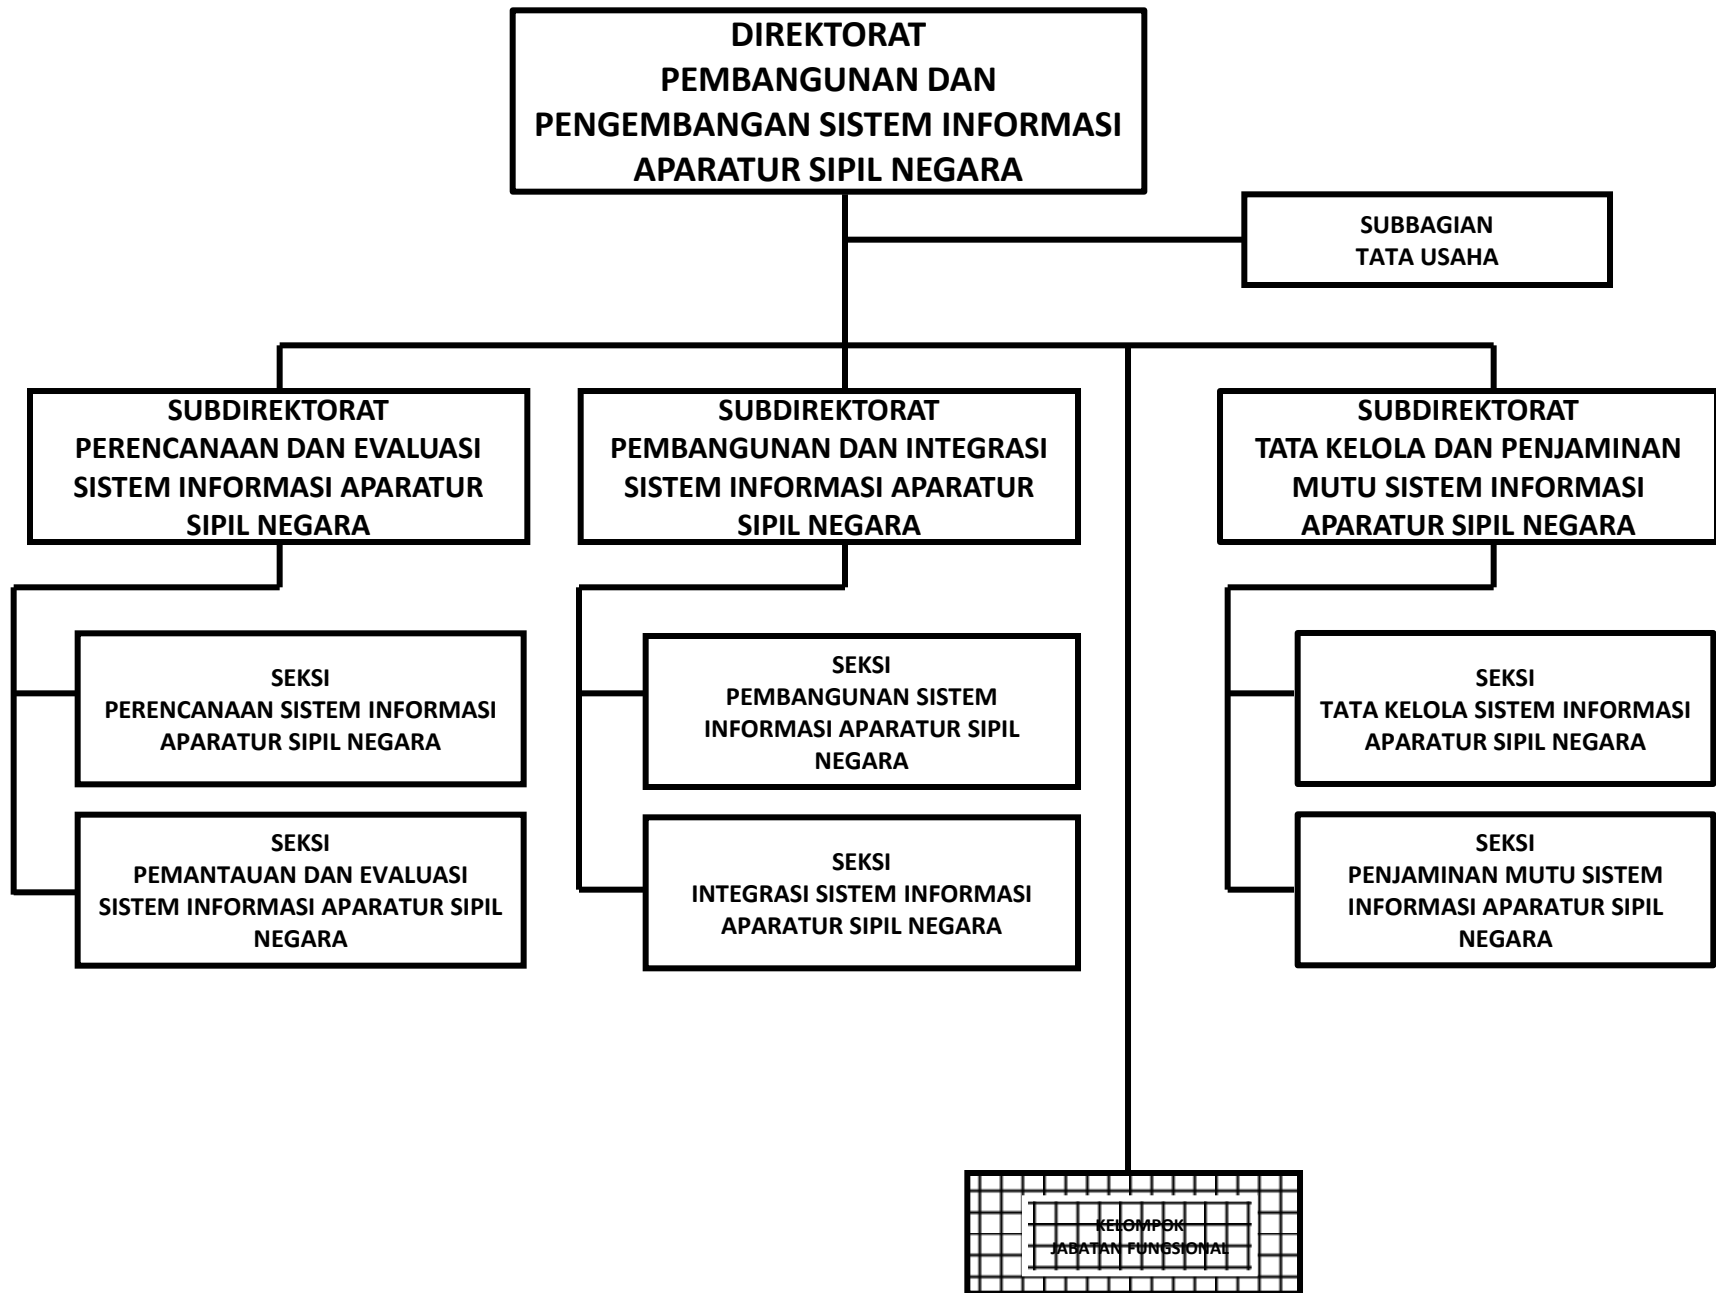 DIREKTORAT
PEMBANGUNAN DAN
PENGEMBANGAN SISTEM INFORMASI
APARATUR SIPIL NEGARA
SUBBAGIAN
TATA USAHA
SUBDIREKTORAT
PERENCANAAN DAN EVALUASI
SISTEM INFORMASI APARATUR
SIPIL NEGARA
SUBDIREKTORAT
PEMBANGUNAN DAN INTEGRASI
SISTEM INFORMASI APARATUR
SIPIL NEGARA
SUBDIREKTORAT
TATA KELOLA DAN PENJAMINAN
MUTU SISTEM INFORMASI
APARATUR SIPIL NEGARA
SEKSI
PERENCANAAN SISTEM INFORMASI
APARATUR SIPIL NEGARA
SEKSI
PEMBANGUNAN SISTEM
INFORMASI APARATUR SIPIL
NEGARA
SEKSI
TATA KELOLA SISTEM INFORMASI
APARATUR SIPIL NEGARA
SEKSI
PEMANTAUAN DAN EVALUASI
SISTEM INFORMASI APARATUR SIPIL
NEGARA
SEKSI
INTEGRASI SISTEM INFORMASI
APARATUR SIPIL NEGARA
SEKSI
PENJAMINAN MUTU SISTEM
INFORMASI APARATUR SIPIL
NEGARA
KELOMPOK
JABATAN FUNGSIONAL